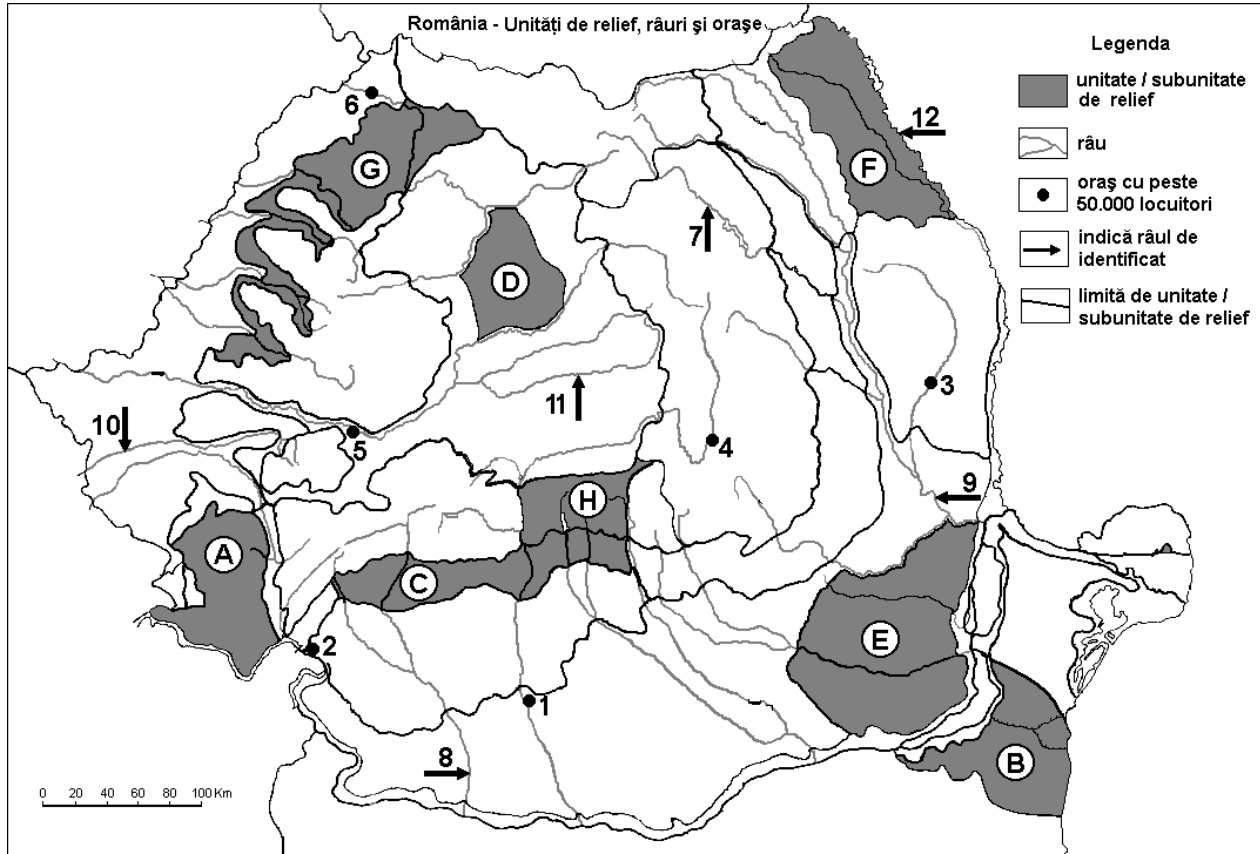 România - Unităţi de relief, râuri şi oraşe
Legenda
unitate / subunitate
de relief
râu
oraş cu peste
50.000 locuitori
indică râul de
identificat
limită de unitate /
subunitate de relief
6
G
F
12
7
D
3
11
10
5
4
H
9
A
C
E
2
1
8
B
0 20 40 60 80 100 Km